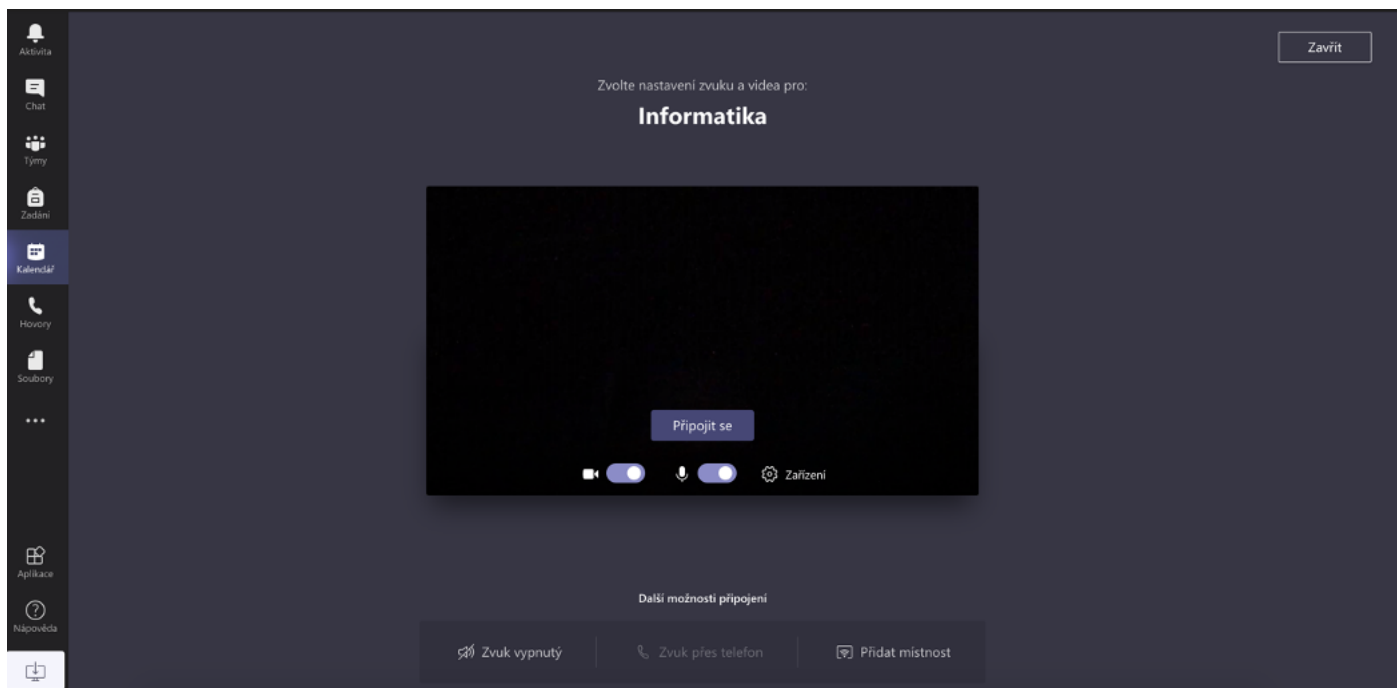 Aktivita
Chat
Týmy
Zadání
Kalendář
Hovory
Soubory
Aplikace
Nápověda
Zavřít
Zvolte nastavení zvuku a videa pro:
Informatika
Připojit se
Zařízení
Další možnosti připojení
Zvuk vypnutý
Zvuk přes telefon
Přidat místnost